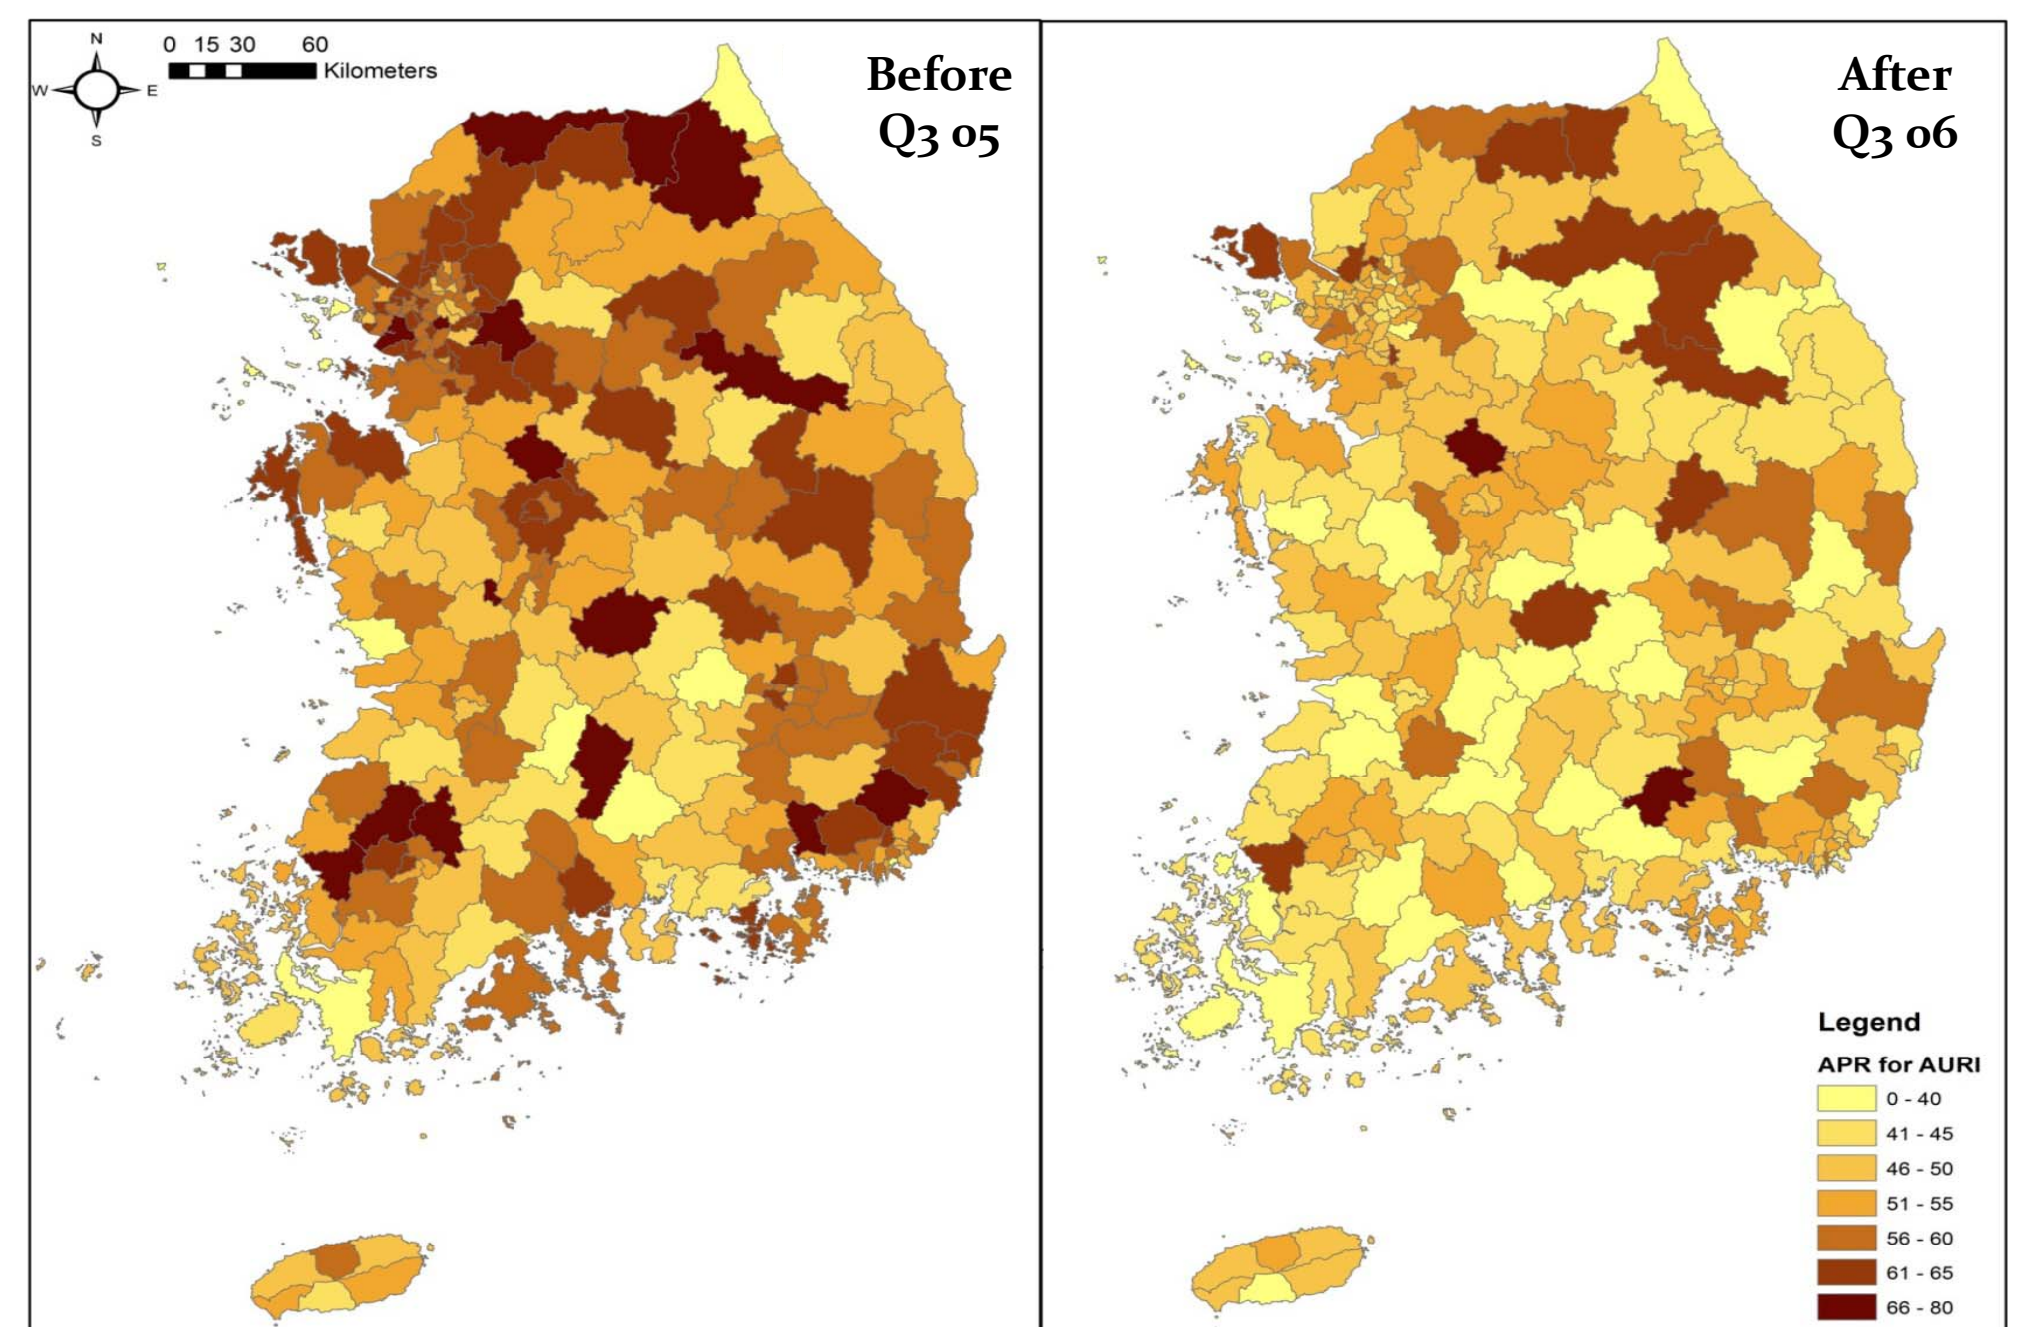 N
W E
S
0 15 30 60
Kilometers
Before
Q3 05
After
Q3 06
Legend
APR for AURI
0 - 40
41 - 45
46 - 50
51 - 55
56 - 60
61 - 65
66 - 80